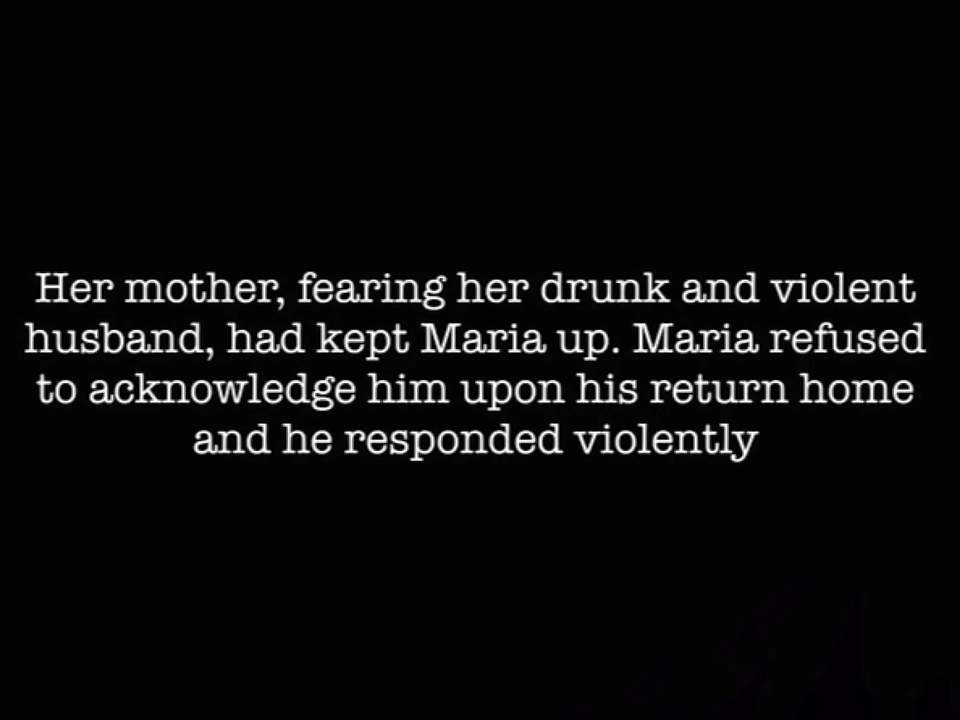 Her mother, fearing her drunk and violent
husband, had kept Maria up. Maria refused
to acknowledge him upon his return home
and he responded violently